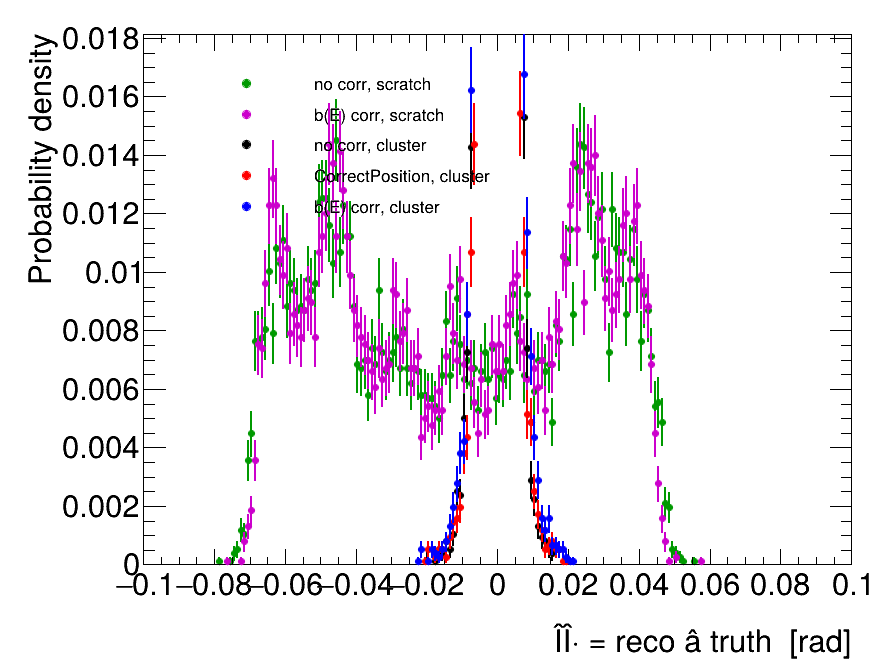 Probability density
0.018
0.016
0.014
0.012
0.01
0.008
0.006
0.004
0.002
0
no corr, scratch
b(E) corr, scratch
no corr, cluster
CorrectPosition, cluster
b(E) corr, cluster
−0.1 −0.08 −0.06 −0.04 −0.02 0 0.02 0.04 0.06 0.08 0.1
ÎÎ· = reco â truth [rad]